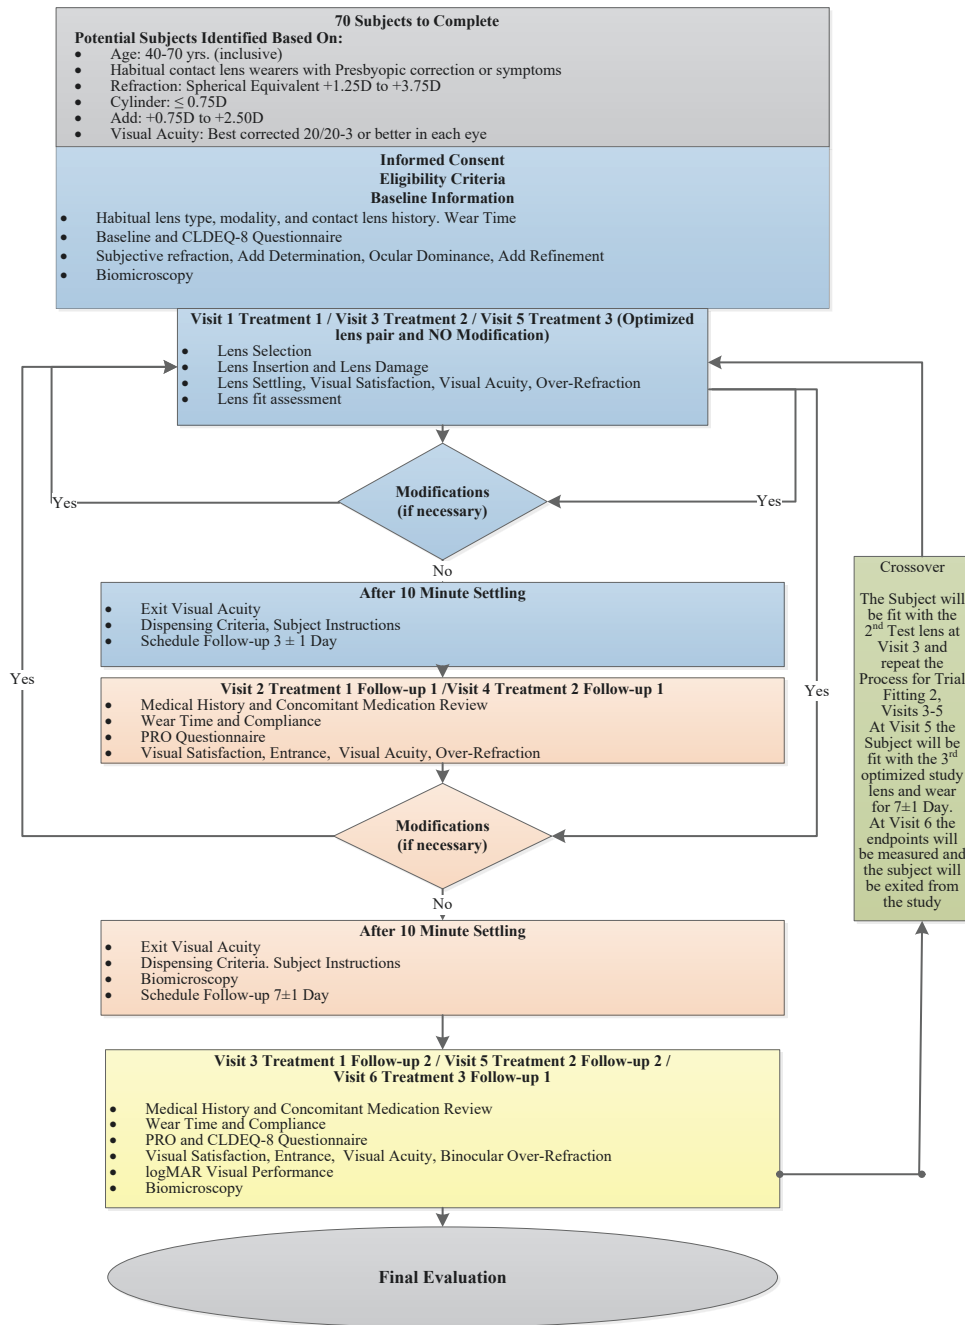 70 Subjects to Complete
Potential Subjects Identified Based On:
• Age: 40-70 yrs. (inclusive)
• Habitual contact lens wearers with Presbyopic correction or symptoms
• Refraction: Spherical Equivalent +1.25D to +3.75D
• Cylinder: ≤ 0.75D
• Add: +0.75D to +2.50D
• Visual Acuity: Best corrected 20/20-3 or better in each eye
Informed Consent
Eligibility Criteria
Baseline Information
• Habitual lens type, modality, and contact lens history. Wear Time
• Baseline and CLDEQ-8 Questionnaire
• Subjective refraction, Add Determination, Ocular Dominance, Add Refinement
• Biomicroscopy
Visit 1 Treatment 1 / Visit 3 Treatment 2 / Visit 5 Treatment 3 (Optimized
lens pair and NO Modification)
• Lens Selection
• Lens Insertion and Lens Damage
• Lens Settling, Visual Satisfaction, Visual Acuity, Over-Refraction
• Lens fit assessment
Modifications
(if necessary)
Yes
Yes
No
After 10 Minute Settling
• Exit Visual Acuity
• Dispensing Criteria, Subject Instructions
• Schedule Follow-up 3 ± 1 Day
Yes
Yes
Visit 2 Treatment 1 Follow-up 1 /Visit 4 Treatment 2 Follow-up 1
• Medical History and Concomitant Medication Review
• Wear Time and Compliance
• PRO Questionnaire
• Visual Satisfaction, Entrance, Visual Acuity, Over-Refraction
Modifications
(if necessary)
No
After 10 Minute Settling
• Exit Visual Acuity
• Dispensing Criteria. Subject Instructions
• Biomicroscopy
• Schedule Follow-up 7±1 Day
Visit 3 Treatment 1 Follow-up 2 / Visit 5 Treatment 2 Follow-up 2 /
Visit 6 Treatment 3 Follow-up 1
• Medical History and Concomitant Medication Review
• Wear Time and Compliance
• PRO and CLDEQ-8 Questionnaire
• Visual Satisfaction, Entrance, Visual Acuity, Binocular Over-Refraction
• logMAR Visual Performance
• Biomicroscopy
Final Evaluation
Crossover
The Subject will
be fit with the
2nd Test lens at
Visit 3 and
repeat the
Process for Trial
Fitting 2,
Visits 3-5
At Visit 5 the
Subject will be
fit with the 3rd
optimized study
lens and wear
for 7±1 Day.
At Visit 6 the
endpoints will
be measured and
the subject will
be exited from
the study